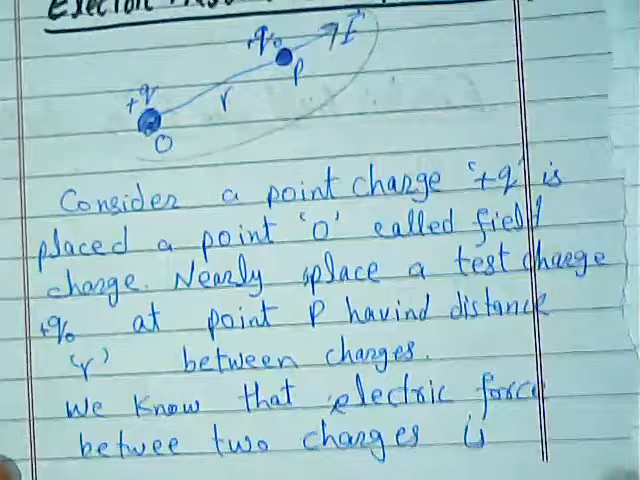 +q₀
F
P
+q
r
O
Consider a point charge '+q' is
placed a point 'O' called field
charge. Nearly place a test charge
+q₀ at point P havind distance
'r' between charges.
We know that electric force
betwee two charges is